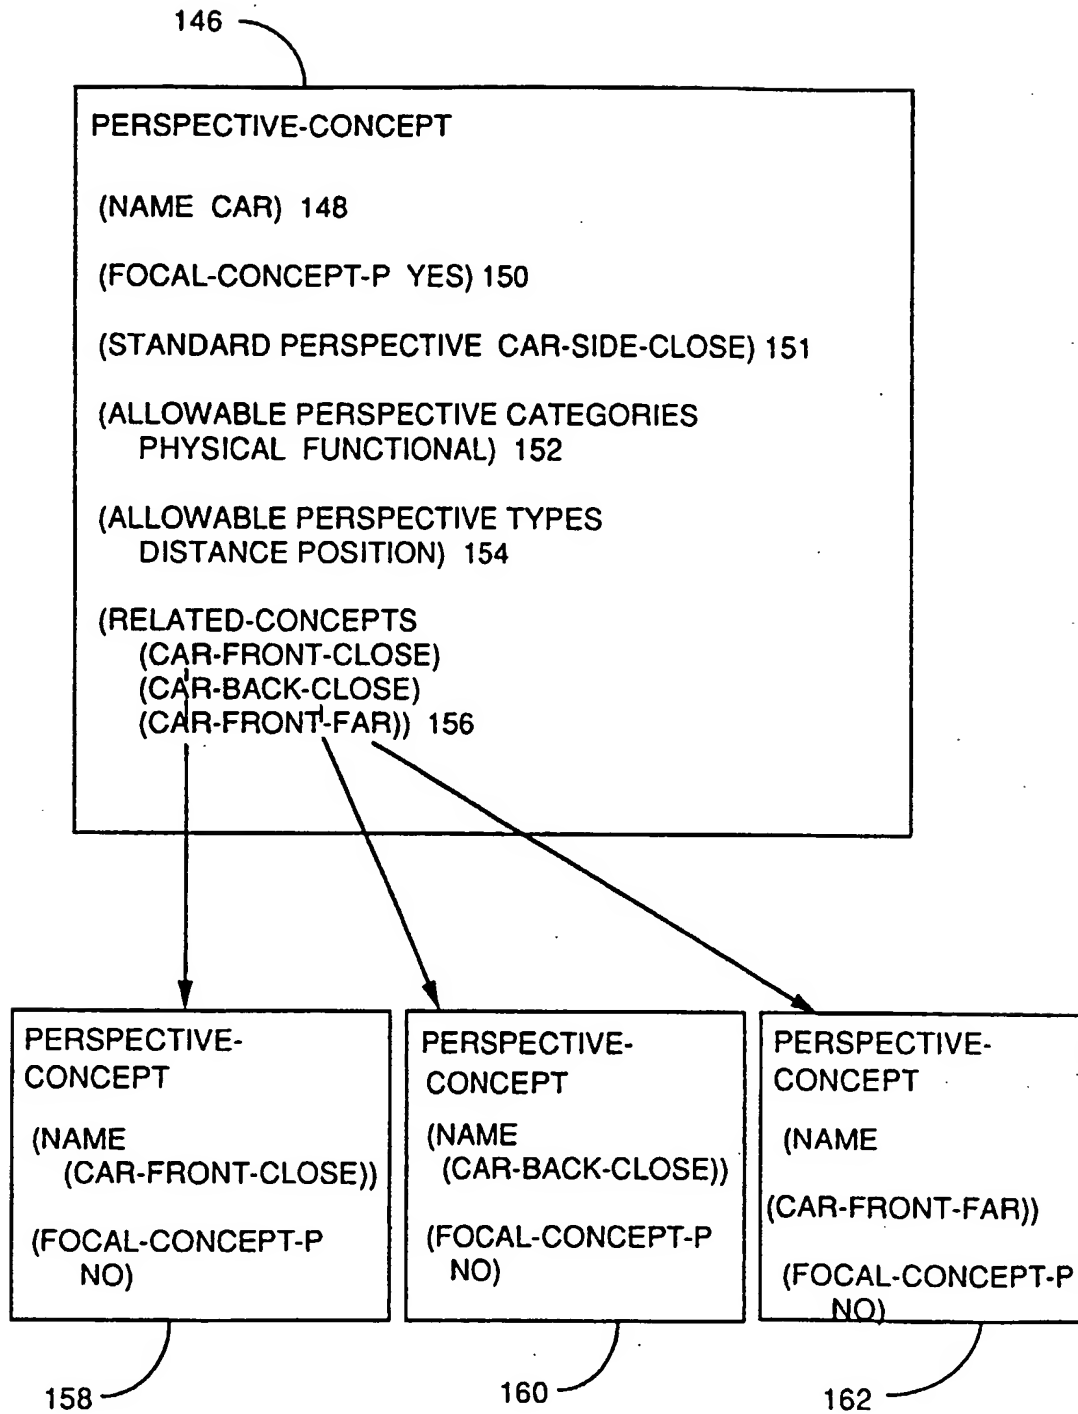 146
PERSPECTIVE-CONCEPT
(NAME CAR) 148
(FOCAL-CONCEPT-P YES) 150
(STANDARD PERSPECTIVE CAR-SIDE-CLOSE) 151
(ALLOWABLE PERSPECTIVE CATEGORIES
PHYSICAL FUNCTIONAL) 152
(ALLOWABLE PERSPECTIVE TYPES
DISTANCE POSITION) 154
(RELATED-CONCEPTS
(CAR-FRONT-CLOSE)
(CAR-BACK-CLOSE)
(CAR-FRONT-FAR)) 156
PERSPECTIVE-
CONCEPT
(NAME
(CAR-FRONT-CLOSE))
(FOCAL-CONCEPT-P
NO)
158
PERSPECTIVE-
CONCEPT
(NAME
(CAR-BACK-CLOSE))
(FOCAL-CONCEPT-P
NO)
160
PERSPECTIVE-
CONCEPT
(NAME
(CAR-FRONT-FAR))
(FOCAL-CONCEPT-P
NO)
162